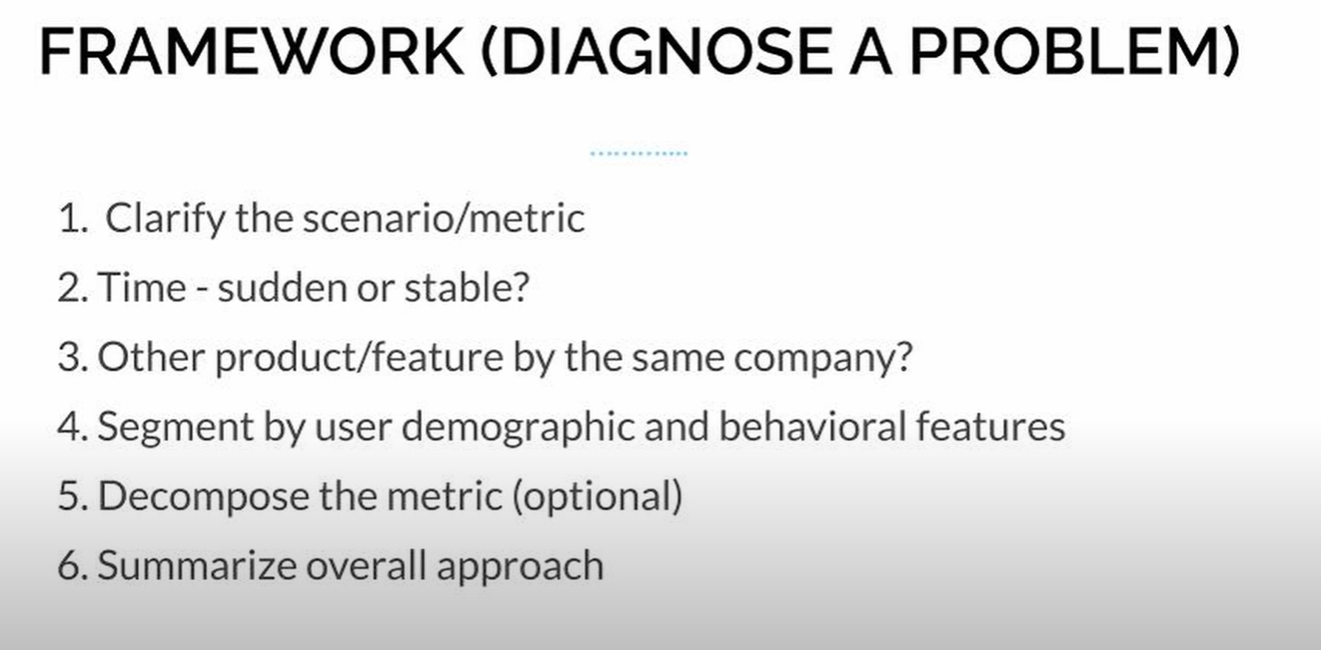 FRAMEWORK (DIAGNOSE A PROBLEM)
1. Clarify the scenario/metric
2. Time - sudden or stable?
3. Other product/feature by the same company?
4. Segment by user demographic and behavioral features
5. Decompose the metric (optional)
6. Summarize overall approach